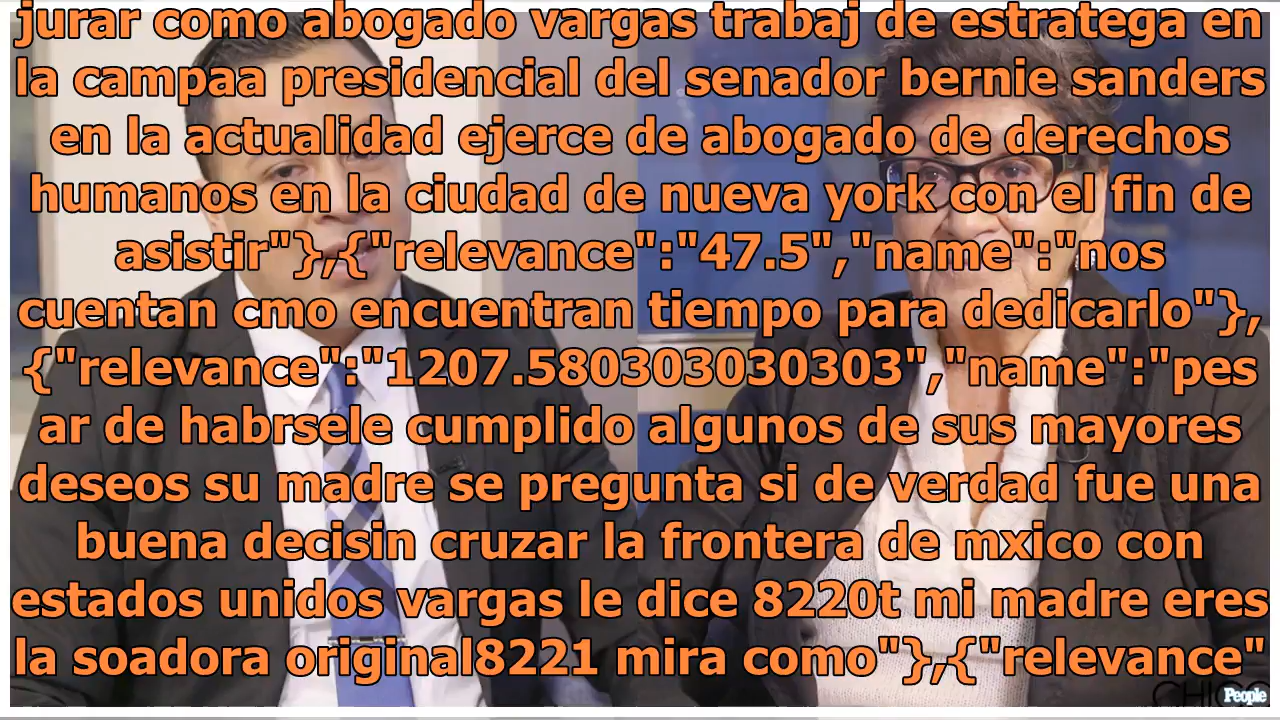 jurar como abogado vargas trabaj de estratega en
la campaa presidencial del senador bernie sanders
en la actualidad ejerce de abogado de derechos
humanos en la ciudad de nueva york con el fin de
asistir"},{"relevance":"47.5","name":"nos
cuentan cmo encuentran tiempo para dedicarlo"},
{"relevance":"1207.580303030303","name":"pes
ar de habrsele cumplido algunos de sus mayores
deseos su madre se pregunta si de verdad fue una
buena decisin cruzar la frontera de mxico con
estados unidos vargas le dice 8220t mi madre eres
la soadora original8221 mira como"},{"relevance"
People